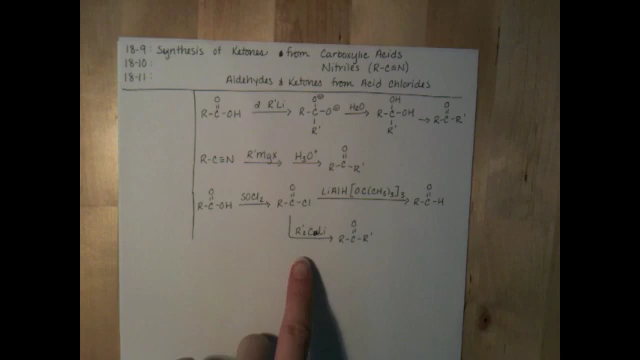 18-9: Synthesis of Ketones from Carboxylic Acids
18-10: Nitriles (R-C≡N)
18-11: Aldehydes & Ketones from Acid Chlorides
O O⊖ OH O
R-C-OH 2 R'Li R-C-O⊖ H2O R-C-OH → R-C-R'
R' R'
O
R-C≡N R'MgX H3O+ R-C-R'
O O O
R-C-OH SOCl2 R-C-Cl LiAlH[OC(CH3)3]3 R-C-H
O
R'2CuLi R-C-R'